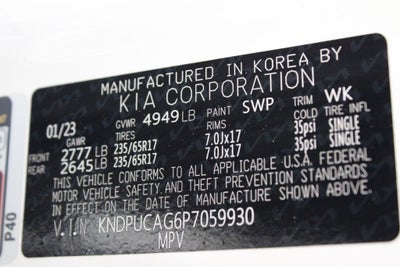 MANUFACTURED IN KOREA BY
KIA CORPORATION
01/23 GVWR 4949LB PAINT SWP TRIM WK
TIRES RIMS COLD TIRE INFL
FRONT 2777 LB 235/65R17 7.0Jx17 35psi SINGLE
REAR 2645 LB 235/65R17 7.0Jx17 35psi SINGLE
THIS VEHICLE CONFORMS TO ALL APPLICABLE U.S.A. FEDERAL
MOTOR VEHICLE SAFETY. AND THEFT PREVENTION STANDARDS
IN EFFECT ON THE DATE OF MANUFACTURE SHOWN ABOVE.
V.I.N KNDPUCAG6P7059930
MPV
P40